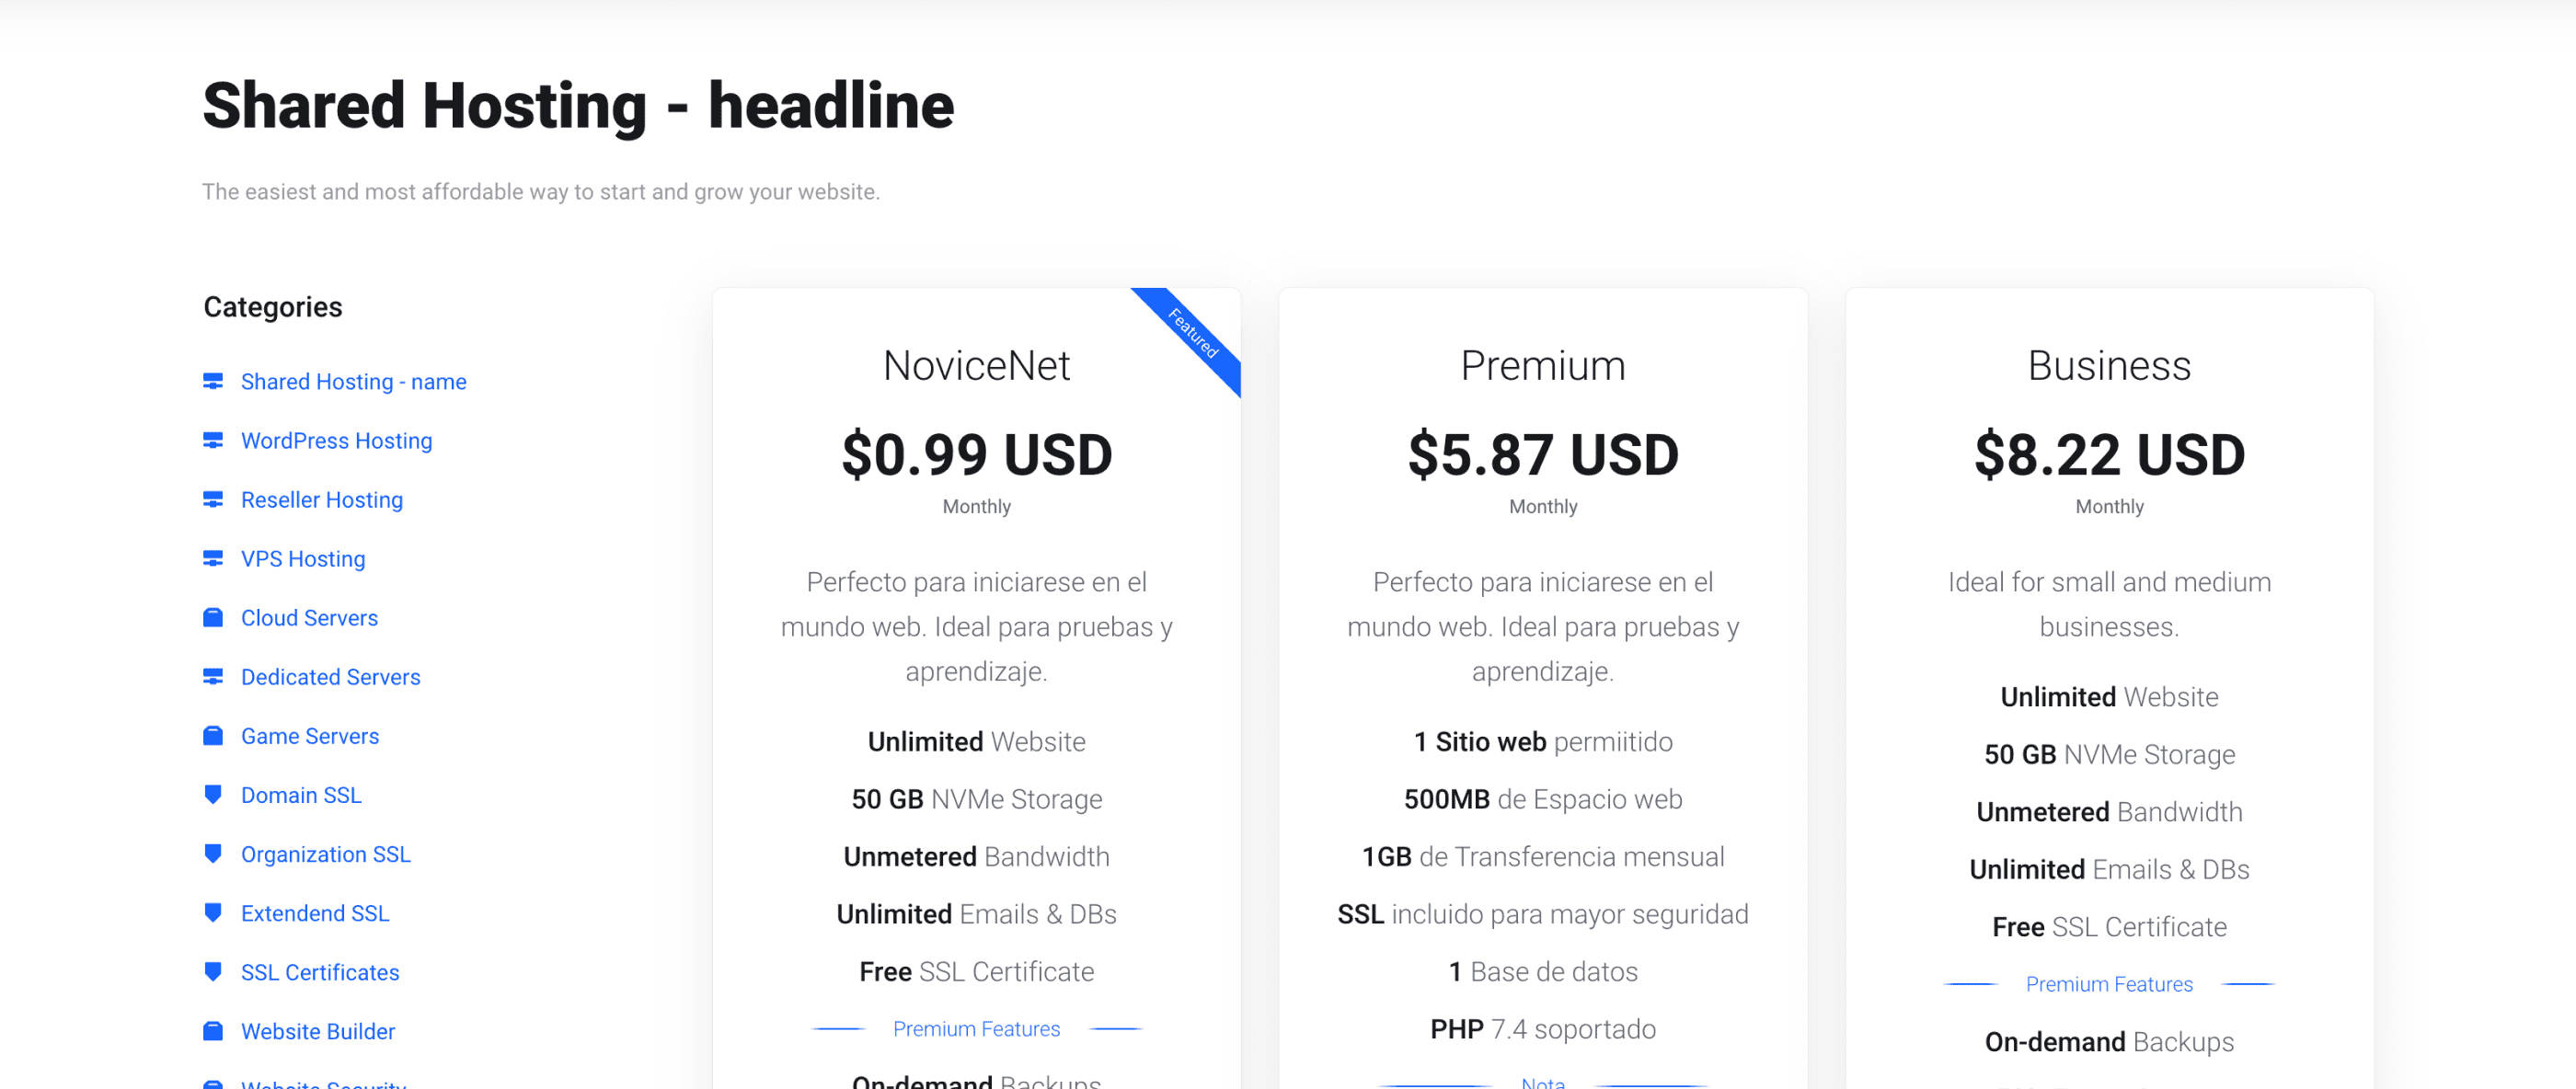 Shared Hosting - headline
The easiest and most affordable way to start and grow your website.
Categories
Shared Hosting - name
WordPress Hosting
Reseller Hosting
VPS Hosting
Cloud Servers
Dedicated Servers
Game Servers
Domain SSL
Organization SSL
Extendend SSL
SSL Certificates
Website Builder
Website Security
Featured
NoviceNet
$0.99 USD
Monthly
Perfecto para iniciarese en el
mundo web. Ideal para pruebas y
aprendizaje.
Unlimited Website
50 GB NVMe Storage
Unmetered Bandwidth
Unlimited Emails & DBs
Free SSL Certificate
Premium Features
On-demand Backups
Premium
$5.87 USD
Monthly
Perfecto para iniciarese en el
mundo web. Ideal para pruebas y
aprendizaje.
1 Sitio web permiitido
500MB de Espacio web
1GB de Transferencia mensual
SSL incluido para mayor seguridad
1 Base de datos
PHP 7.4 soportado
Nota
Business
$8.22 USD
Monthly
Ideal for small and medium
businesses.
Unlimited Website
50 GB NVMe Storage
Unmetered Bandwidth
Unlimited Emails & DBs
Free SSL Certificate
Premium Features
On-demand Backups